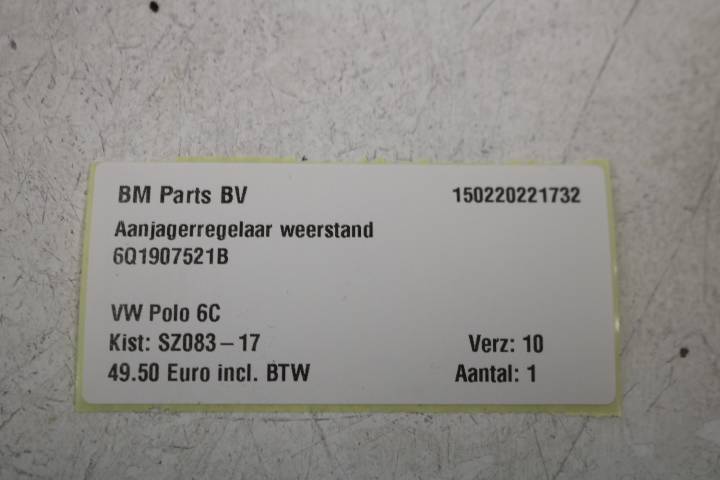 BM Parts BV 150220221732
Aanjagerregelaar weerstand
6Q1907521B
VW Polo 6C
Kist: SZ083-17 Verz: 10
49.50 Euro incl. BTW Aantal: 1